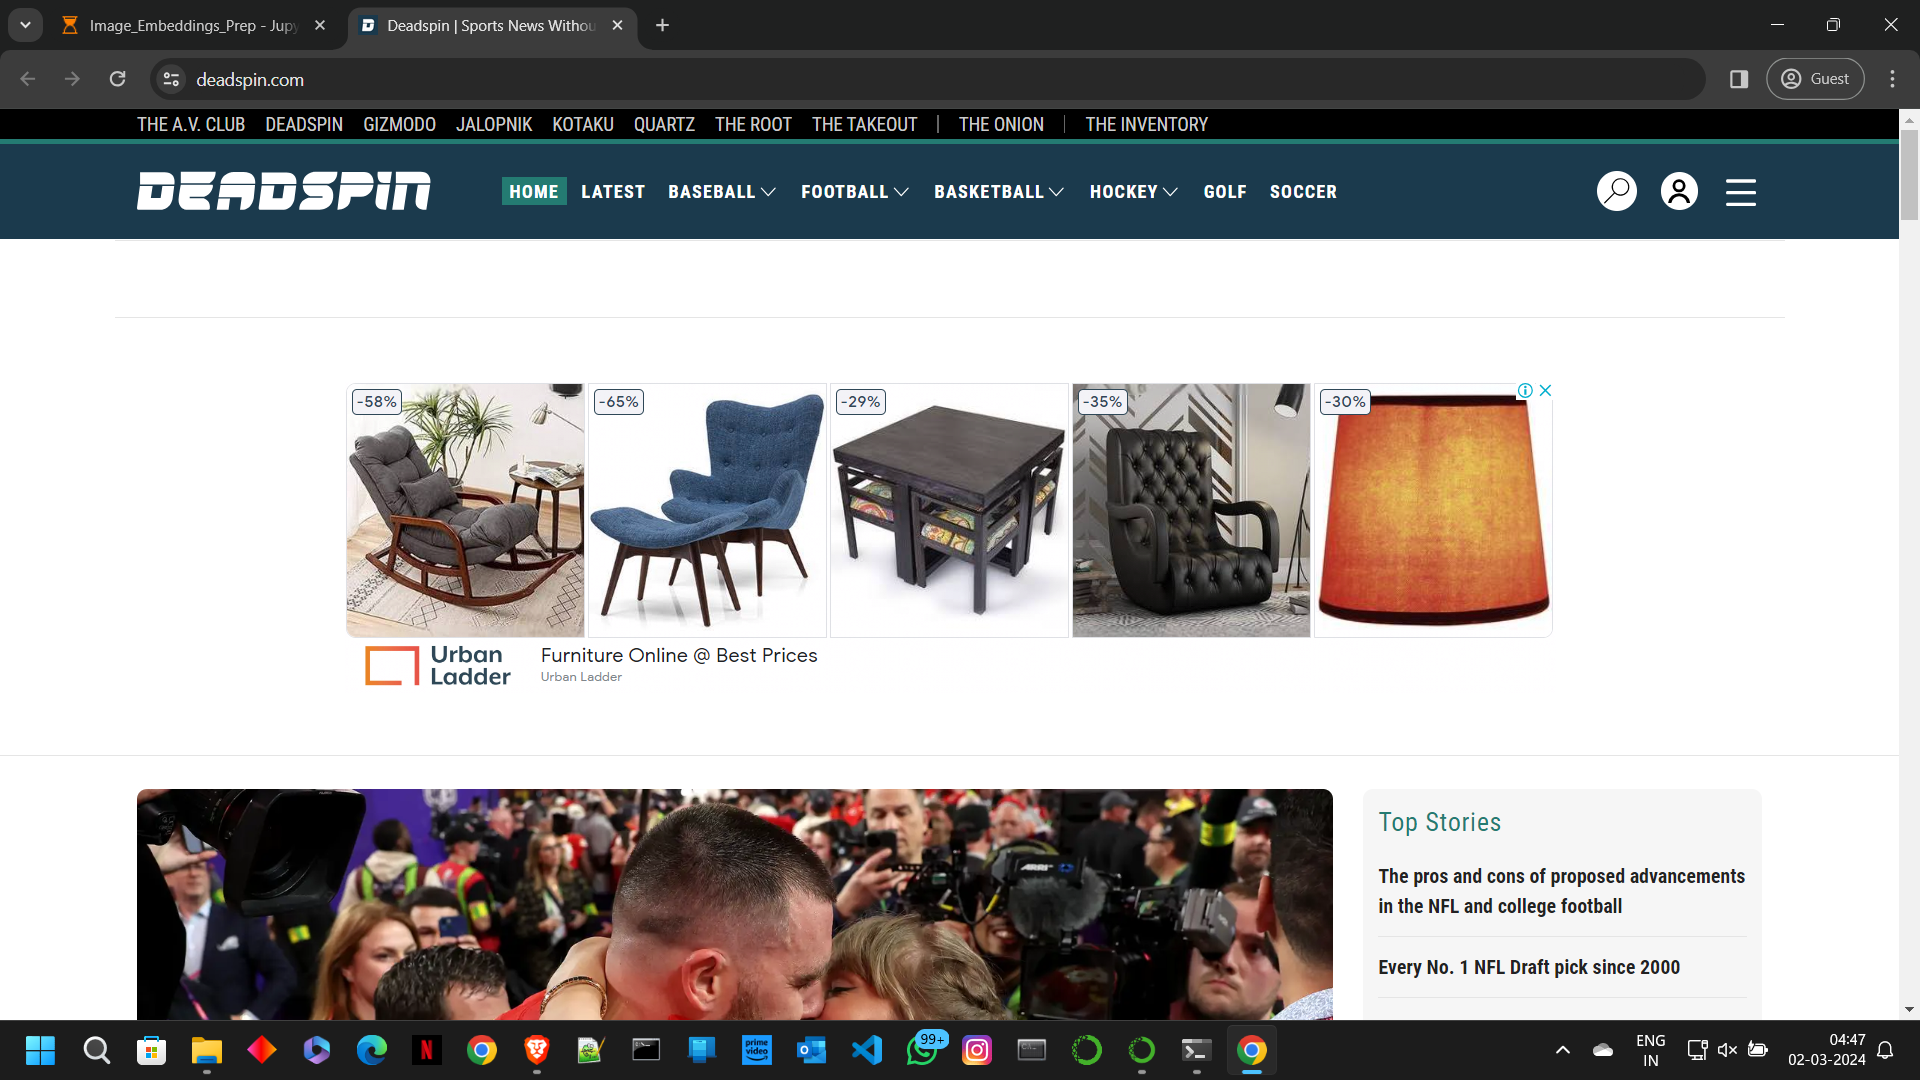 Image_Embeddings_Prep - Jupy
Deadspin | Sports News Withou
deadspin.com
Guest
THE A.V. CLUB DEADSPIN GIZMODO JALOPNIK KOTAKU QUARTZ THE ROOT THE TAKEOUT | THE ONION | THE INVENTORY
DEADSPIN
HOME LATEST BASEBALL FOOTBALL BASKETBALL HOCKEY GOLF SOCCER
-58% -65% -29% -35% -30%
Urban Ladder
Furniture Online @ Best Prices
Urban Ladder
ARRI
Top Stories
The pros and cons of proposed advancements
in the NFL and college football
Every No. 1 NFL Draft pick since 2000
N
prime video
99+
ENG
IN
04:47
02-03-2024